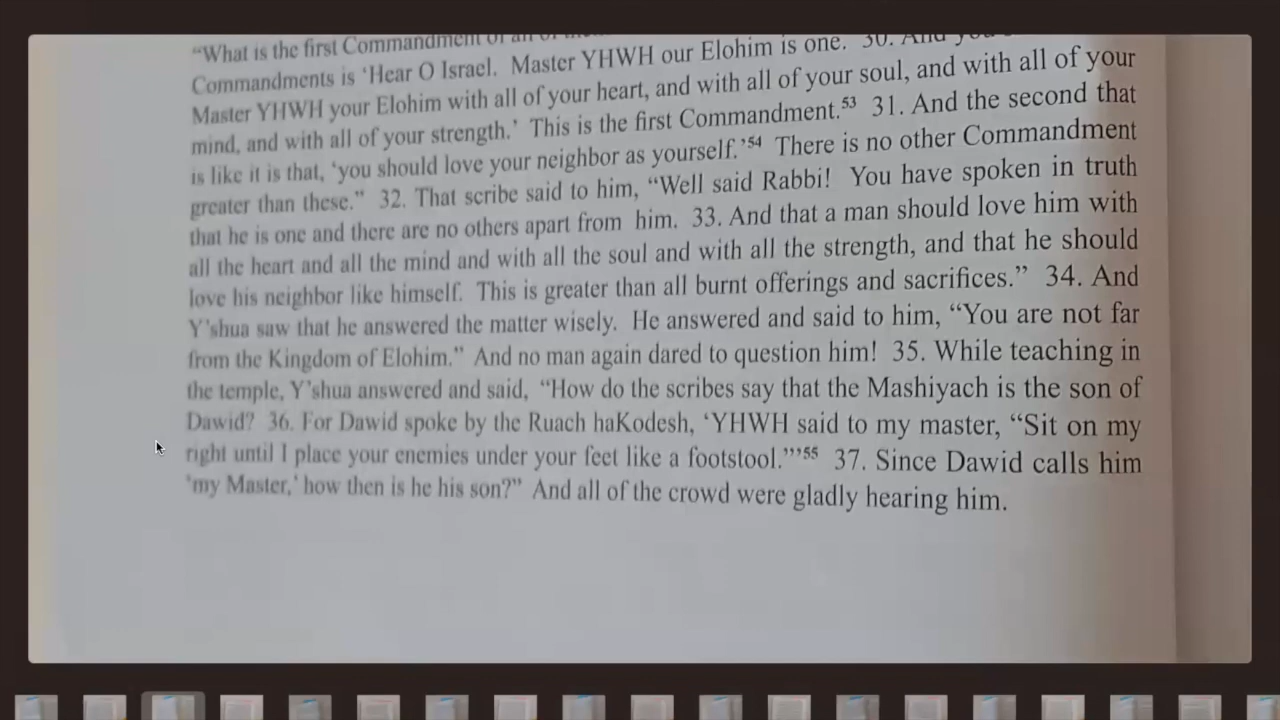 “What is the first Commandment
Commandments is ‘Hear O Israel. Master YHWH our Elohim is one. 30. And
Master YHWH your Elohim with all of your heart, and with all of your soul, and with all of your
mind, and with all of your strength.’ This is the first Commandment.53 31. And the second that
is like it is that, ‘you should love your neighbor as yourself.’54 There is no other Commandment
greater than these.” 32. That scribe said to him, “Well said Rabbi! You have spoken in truth
that he is one and there are no others apart from him. 33. And that a man should love him with
all the heart and all the mind and with all the soul and with all the strength, and that he should
love his neighbor like himself. This is greater than all burnt offerings and sacrifices.” 34. And
Y’shua saw that he answered the matter wisely. He answered and said to him, “You are not far
from the Kingdom of Elohim.” And no man again dared to question him! 35. While teaching in
the temple, Y’shua answered and said, “How do the scribes say that the Mashiyach is the son of
Dawid? 36. For Dawid spoke by the Ruach haKodesh, ‘YHWH said to my master, “Sit on my
right until I place your enemies under your feet like a footstool.”’”55 37. Since Dawid calls him
‘my Master,’ how then is he his son?” And all of the crowd were gladly hearing him.